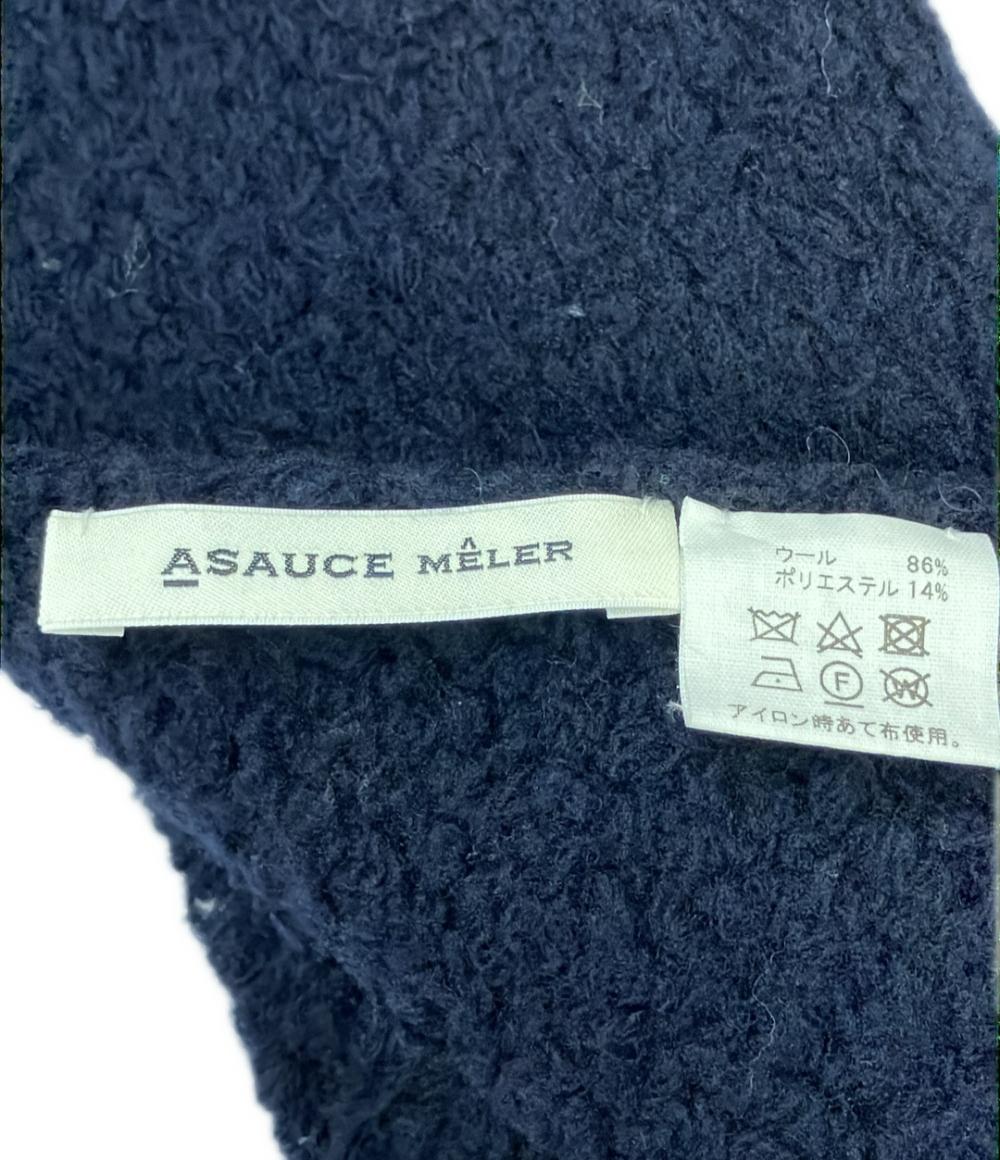 ASAUCE MÊLER
ウール 86%
ポリエステル 14%
F
W
アイロン時あて布使用。